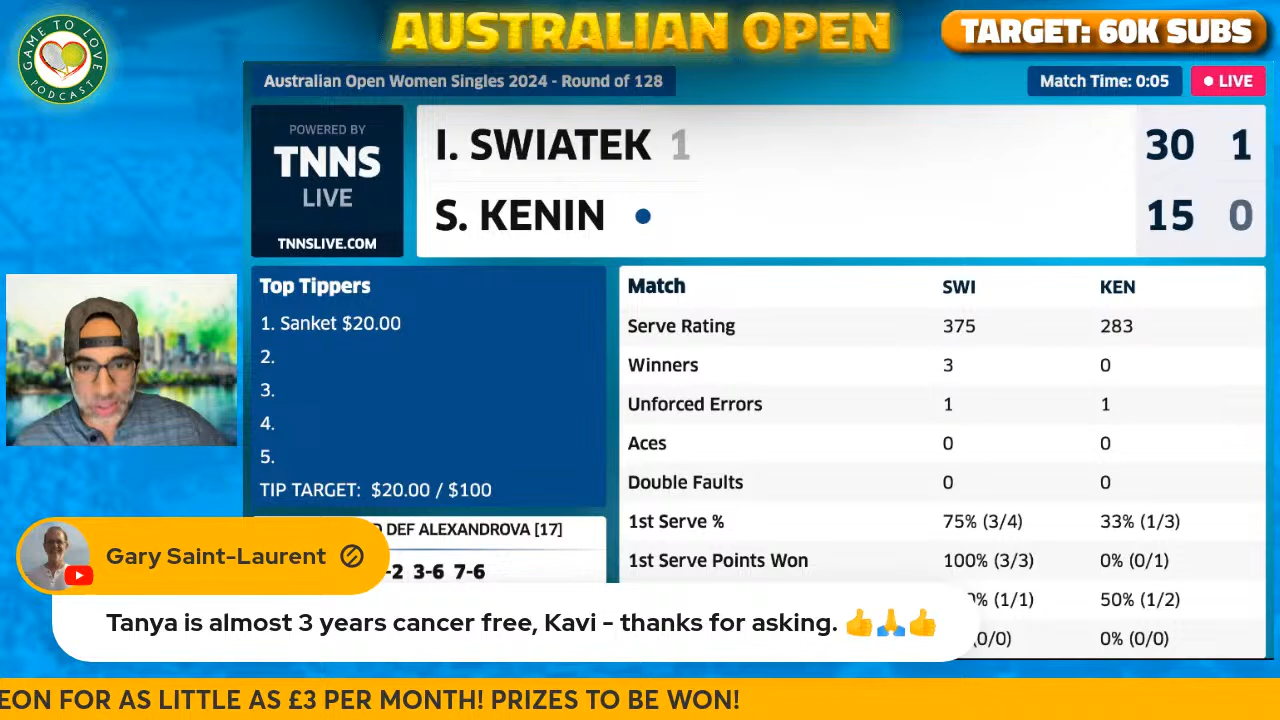 GAME TO LOVE
PODCAST
AUSTRALIAN OPEN
TARGET: 60K SUBS
Australian Open Women Singles 2024 - Round of 128
Match Time: 0:05
LIVE
POWERED BY
TNNS
LIVE
TNNSLIVE.COM
I. SWIATEK 1 30 1
S. KENIN 15 0
Top Tippers
1. Sanket $20.00
2.
3.
4.
5.
TIP TARGET: $20.00 / $100
DEF ALEXANDROVA [17]
-2 3-6 7-6
Match SWI KEN
Serve Rating 375 283
Winners 3 0
Unforced Errors 1 1
Aces 0 0
Double Faults 0 0
1st Serve % 75% (3/4) 33% (1/3)
1st Serve Points Won 100% (3/3) 0% (0/1)
% (1/1) 50% (1/2)
(0/0) 0% (0/0)
Gary Saint-Laurent
Tanya is almost 3 years cancer free, Kavi - thanks for asking. 👍🙏👍
EON FOR AS LITTLE AS £3 PER MONTH! PRIZES TO BE WON!